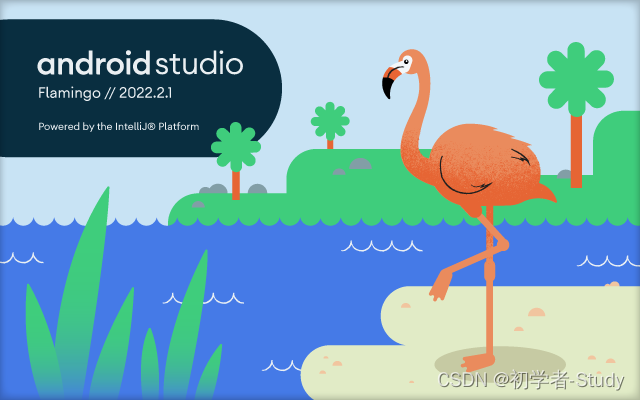 android studio
Flamingo // 2022.2.1
Powered by the IntelliJ® Platform
CSDN @初学者-Study